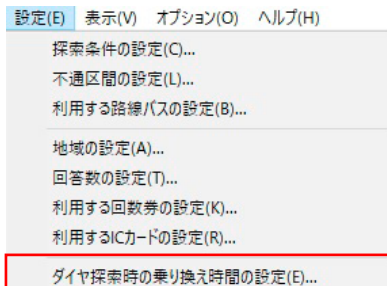 設定(E) 表示(V) オプション(O) ヘルプ(H)
探索条件の設定(C)...
不通区間の設定(L)...
利用する路線バスの設定(B)...
地域の設定(A)...
回答数の設定(T)...
利用する回数券の設定(K)...
利用するICカードの設定(R)...
ダイヤ探索時の乗り換え時間の設定(E)...